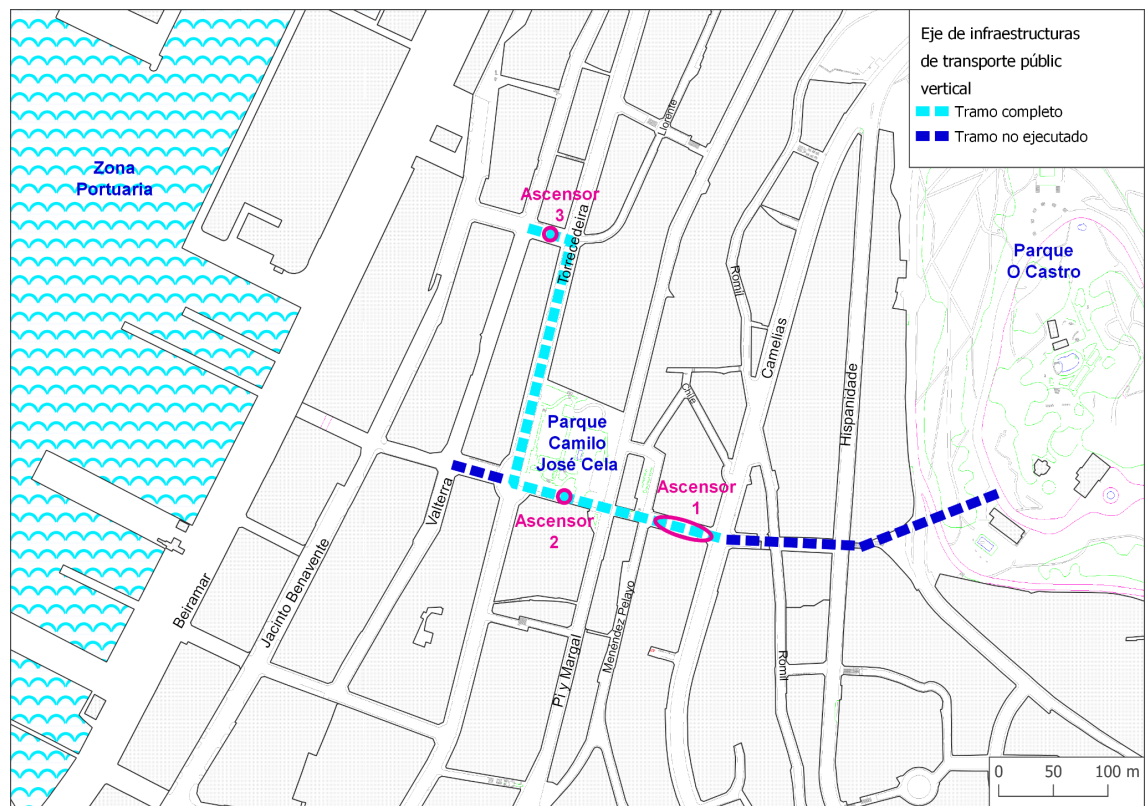 Eje de infraestructuras
de transporte públic
vertical
Tramo completo
Tramo no ejecutado
Zona
Portuaria
Ascensor
3
Llorente
Torrecedeira
Parque
O Castro
Romil
Camelias
Hispanidade
Chile
Parque
Camilo
José Cela
Ascensor
1
Ascensor
2
Valterra
Beiramar
Jacinto Benavente
Pi y Margal
Menéndez Pelayo
Romil
0 50 100 m